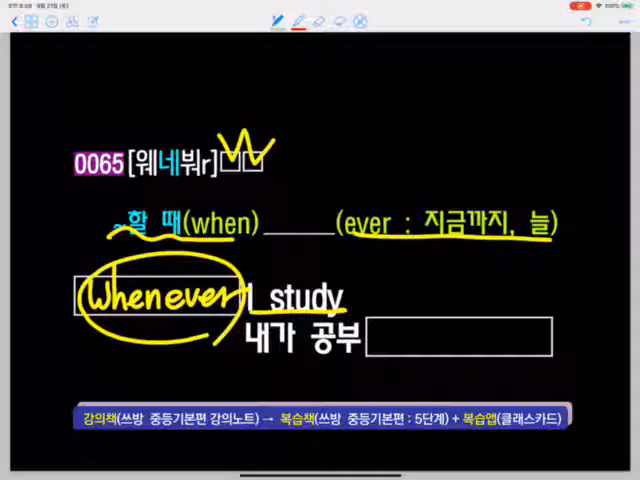 0065[웨네붜r]□□
~할 때(when)______(ever : 지금까지, 늘)
Whenever I study
내가 공부
강의책(쓰방 중등기본편 강의노트) → 복습책(쓰방 중등기본편 : 5단계) + 복습앱(클래스카드)